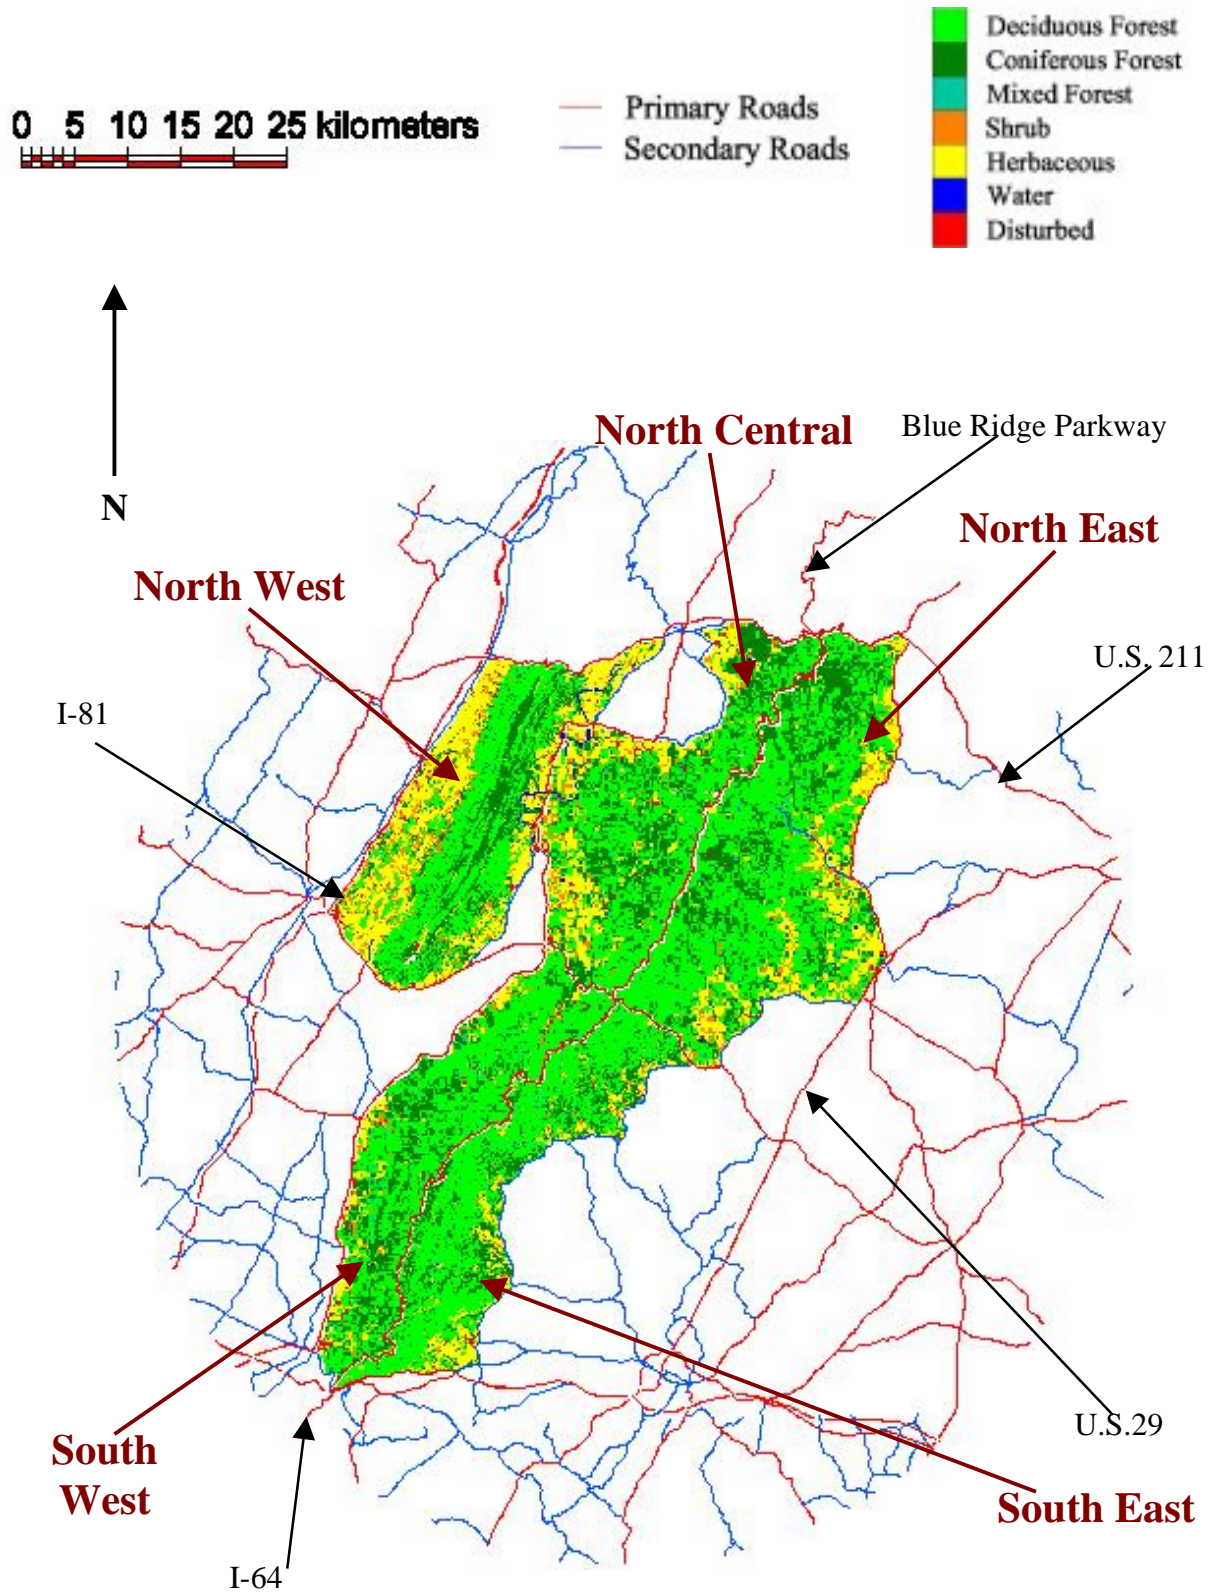 Deciduous Forest
Coniferous Forest
Mixed Forest
Shrub
Herbaceous
Water
Disturbed
0 5 10 15 20 25 kilometers
Primary Roads
Secondary Roads
N
North Central
Blue Ridge Parkway
North East
North West
U.S. 211
I-81
U.S.29
South
West
South East
I-64